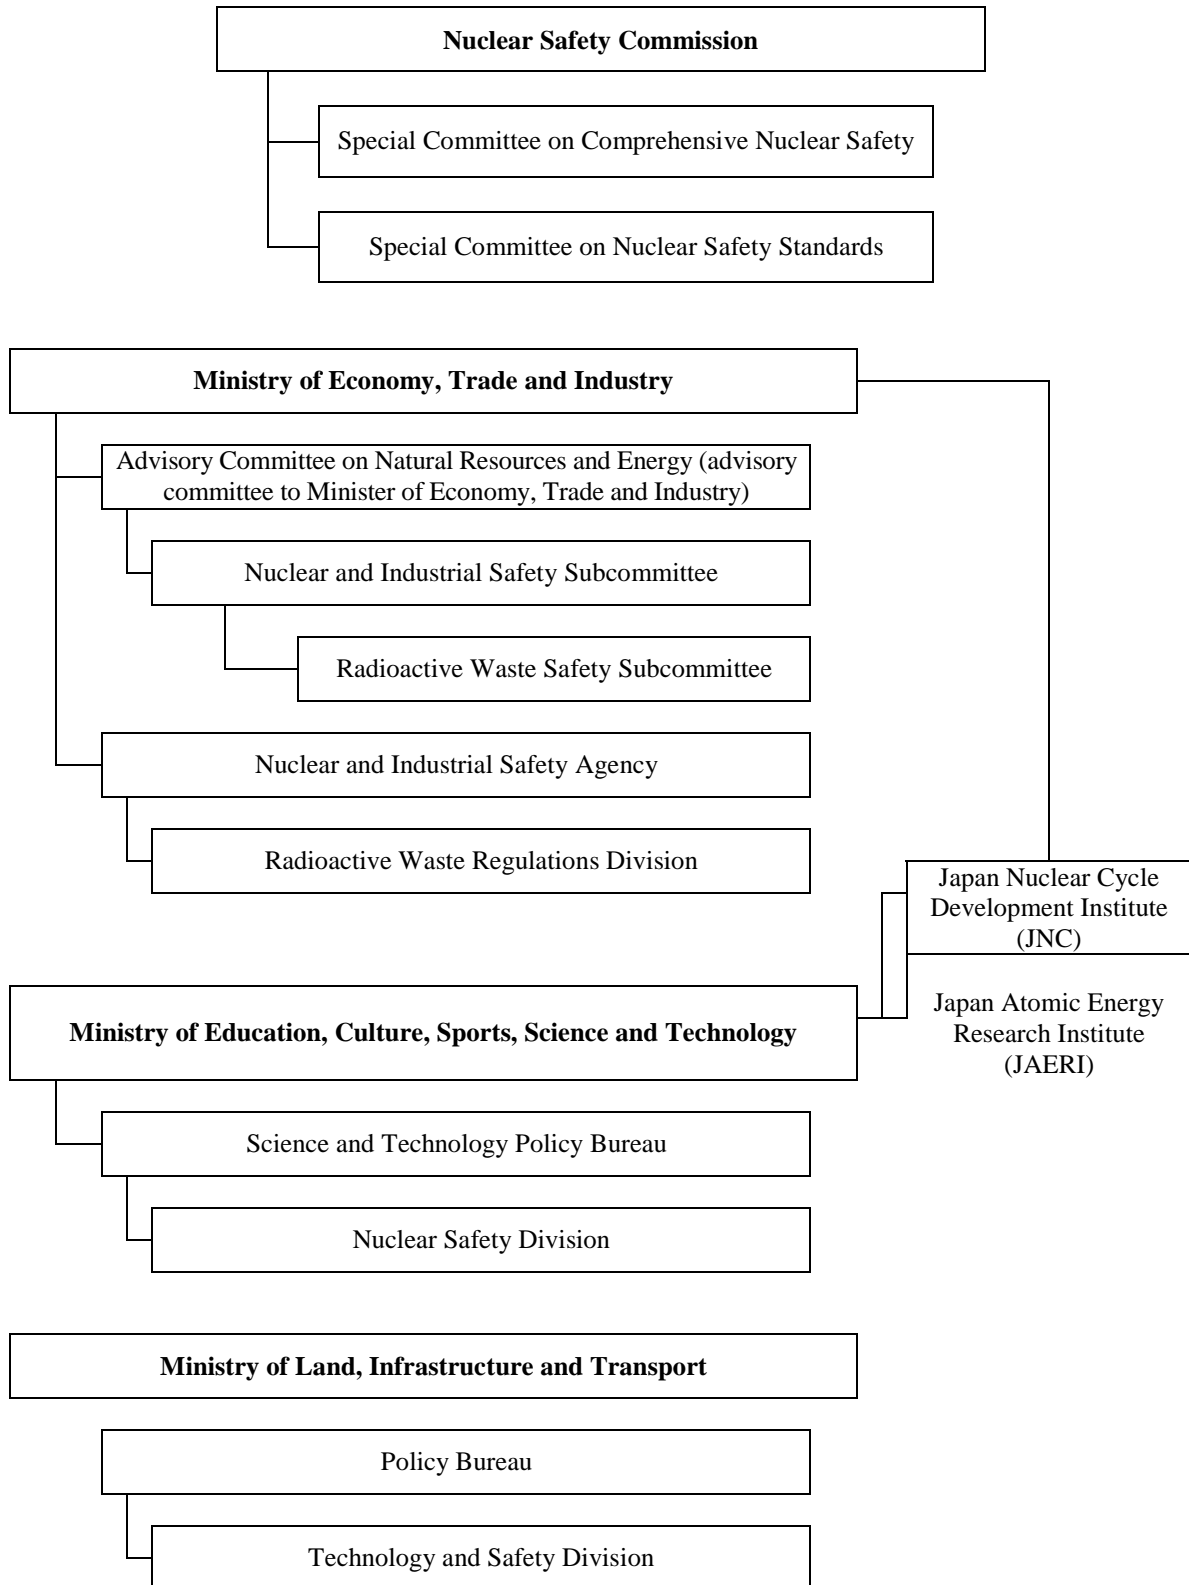 Nuclear Safety Commission
Special Committee on Comprehensive Nuclear Safety
Special Committee on Nuclear Safety Standards
Ministry of Economy, Trade and Industry
Advisory Committee on Natural Resources and Energy (advisory
committee to Minister of Economy, Trade and Industry)
Nuclear and Industrial Safety Subcommittee
Radioactive Waste Safety Subcommittee
Nuclear and Industrial Safety Agency
Radioactive Waste Regulations Division
Japan Nuclear Cycle
Development Institute
(JNC)
Ministry of Education, Culture, Sports, Science and Technology
Japan Atomic Energy
Research Institute
(JAERI)
Science and Technology Policy Bureau
Nuclear Safety Division
Ministry of Land, Infrastructure and Transport
Policy Bureau
Technology and Safety Division